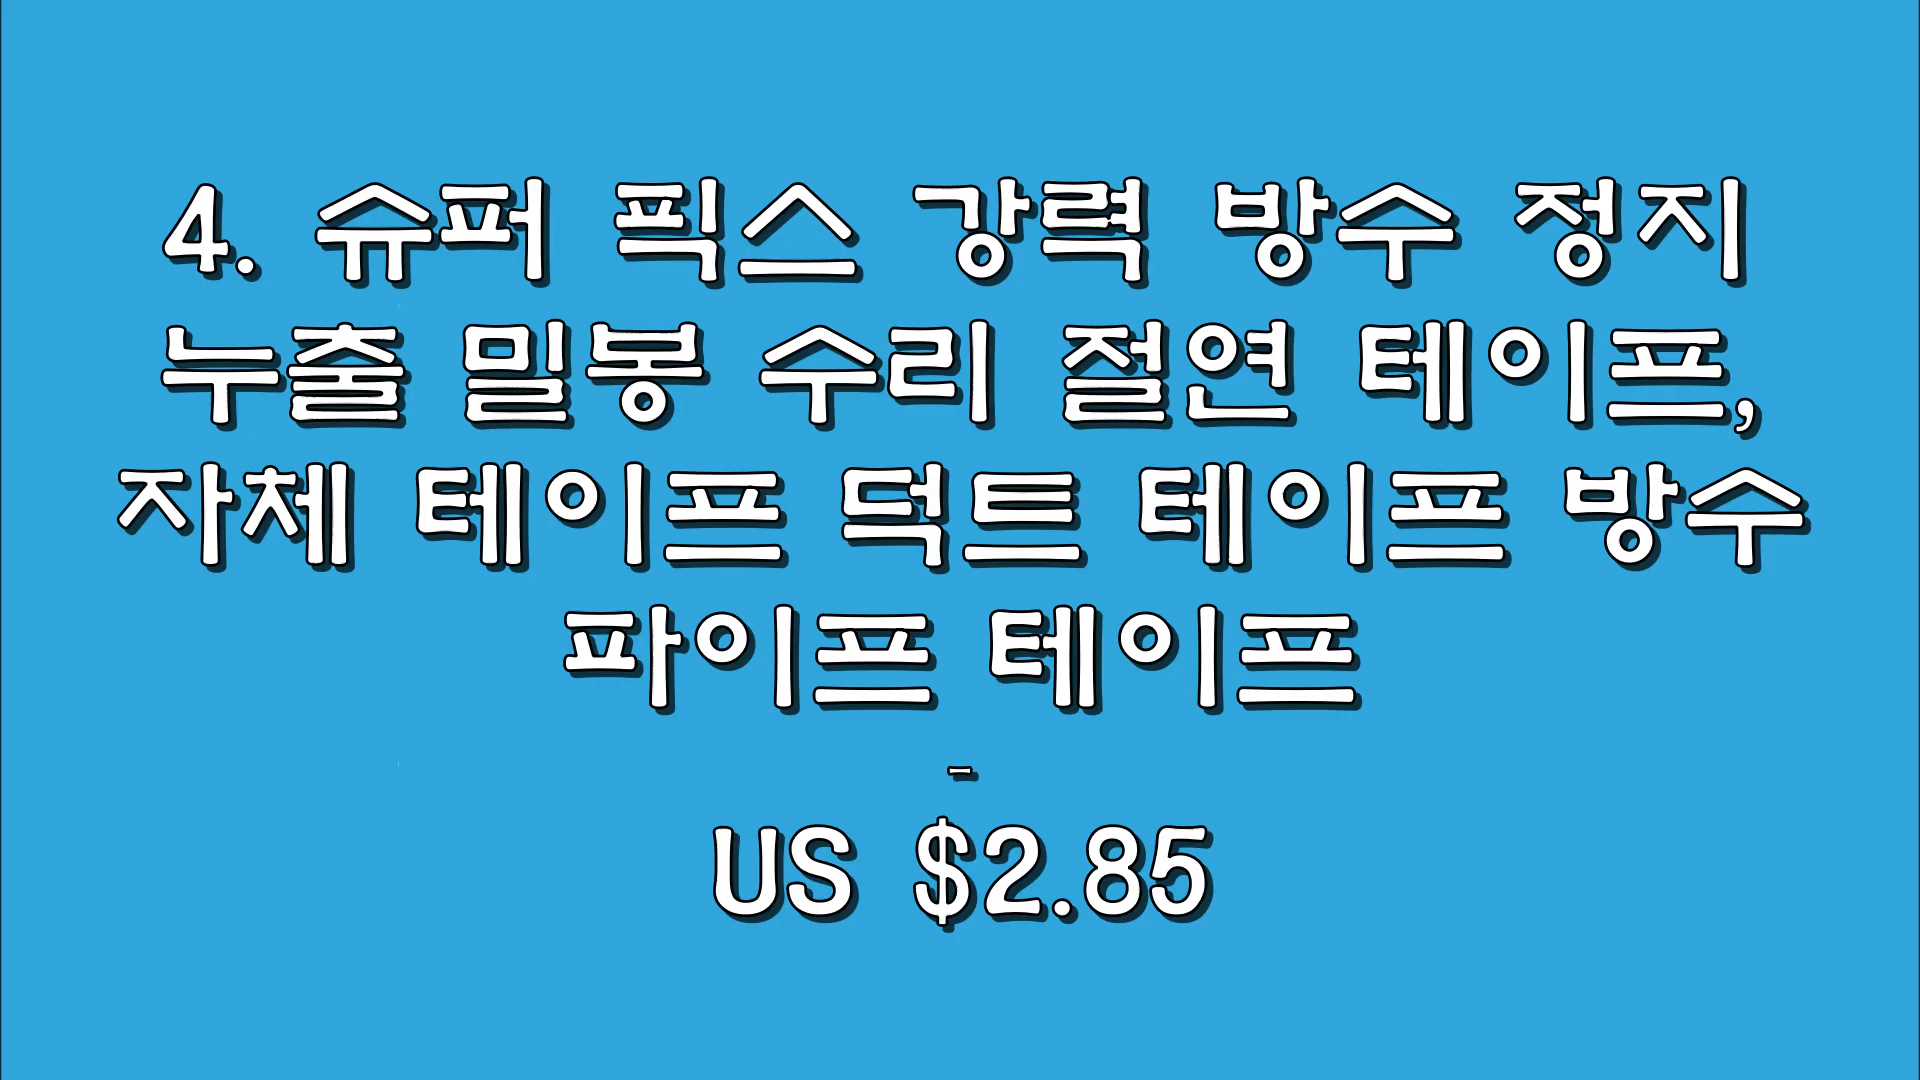 4. 슈퍼 픽스 강력 방수 정지
누출 밀봉 수리 절연 테이프,
자체 테이프 덕트 테이프 방수
파이프 테이프
-
US $2.85